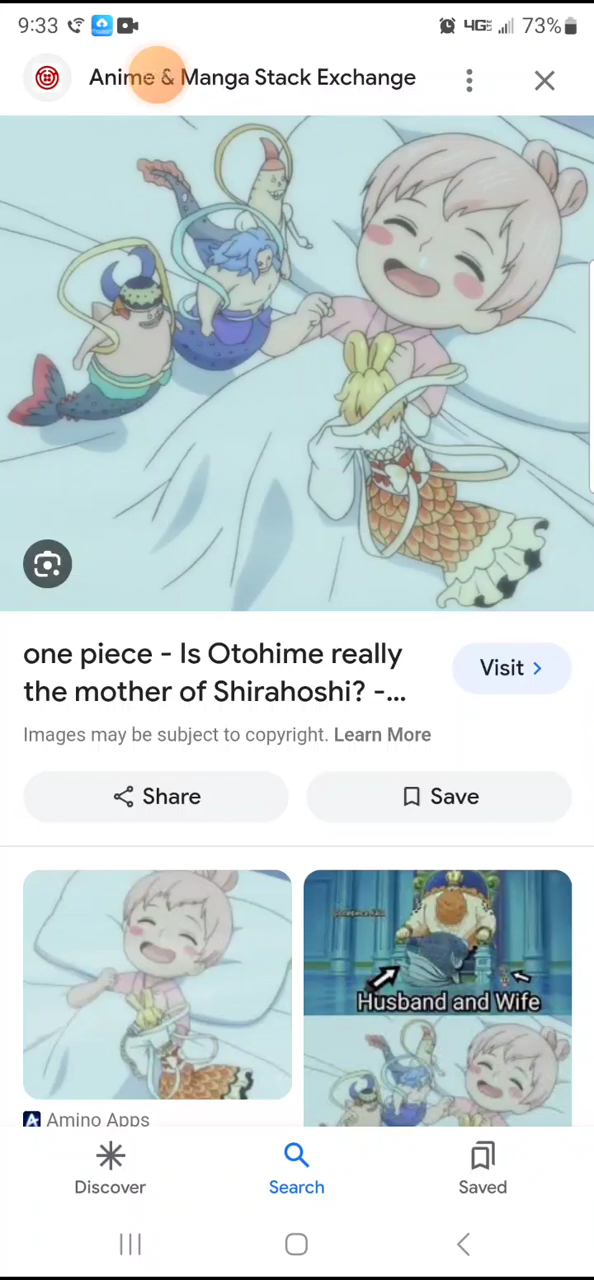 9:33
4GE 73%
Anime & Manga Stack Exchange
one piece - Is Otohime really
the mother of Shirahoshi? -...
Visit
Images may be subject to copyright. Learn More
Share
Save
Husband and Wife
Amino Apps
Discover
Search
Saved